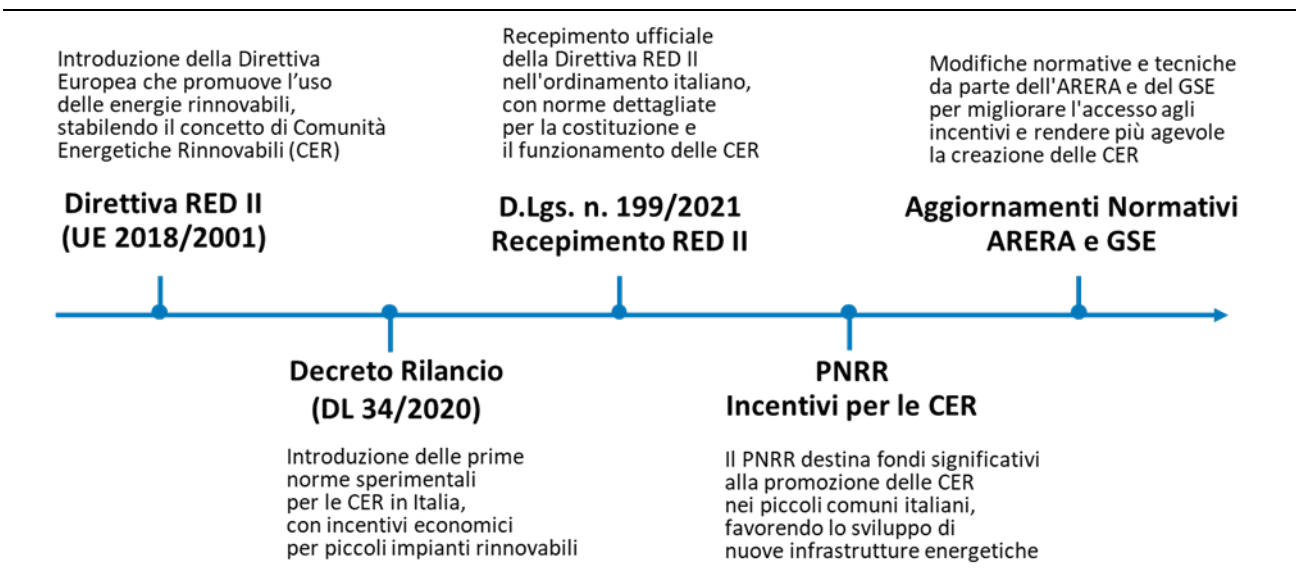 Introduzione della Direttiva
Europea che promuove l'uso
delle energie rinnovabili,
stabilendo il concetto di Comunità
Energetiche Rinnovabili (CER)
Direttiva RED II
(UE 2018/2001)
Decreto Rilancio
(DL 34/2020)
Introduzione delle prime
norme sperimentali
per le CER in Italia,
con incentivi economici
per piccoli impianti rinnovabili
Recepimento ufficiale
della Direttiva RED II
nell'ordinamento italiano,
con norme dettagliate
per la costituzione e
il funzionamento delle CER
D.Lgs. n. 199/2021
Recepimento RED II
PNRR
Incentivi per le CER
Il PNRR destina fondi significativi
alla promozione delle CER
nei piccoli comuni italiani,
favorendo lo sviluppo di
nuove infrastrutture energetiche
Modifiche normative e tecniche
da parte dell'ARERA e del GSE
per migliorare l'accesso agli
incentivi e rendere più agevole
la creazione delle CER
Aggiornamenti Normativi
ARERA e GSE